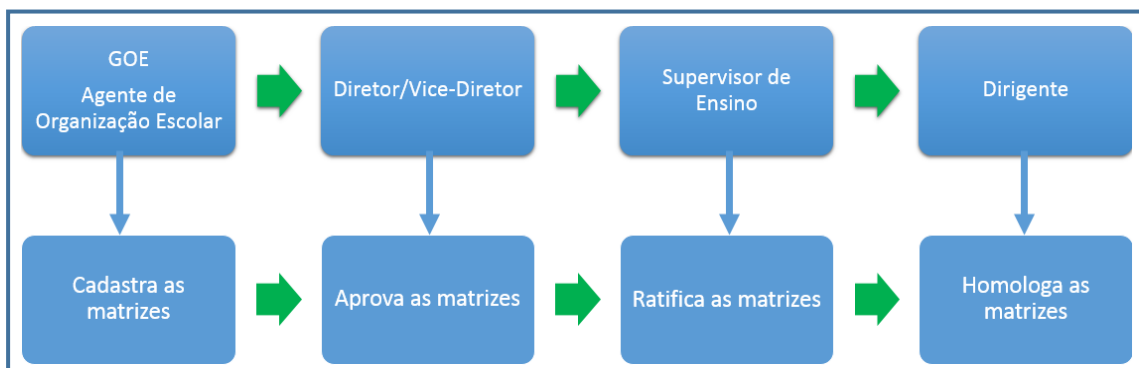 GOE
Agente de
Organização Escolar
Diretor/Vice-Diretor
Supervisor de
Ensino
Dirigente
Cadastra as
matrizes
Aprova as matrizes
Ratifica as matrizes
Homologa as
matrizes